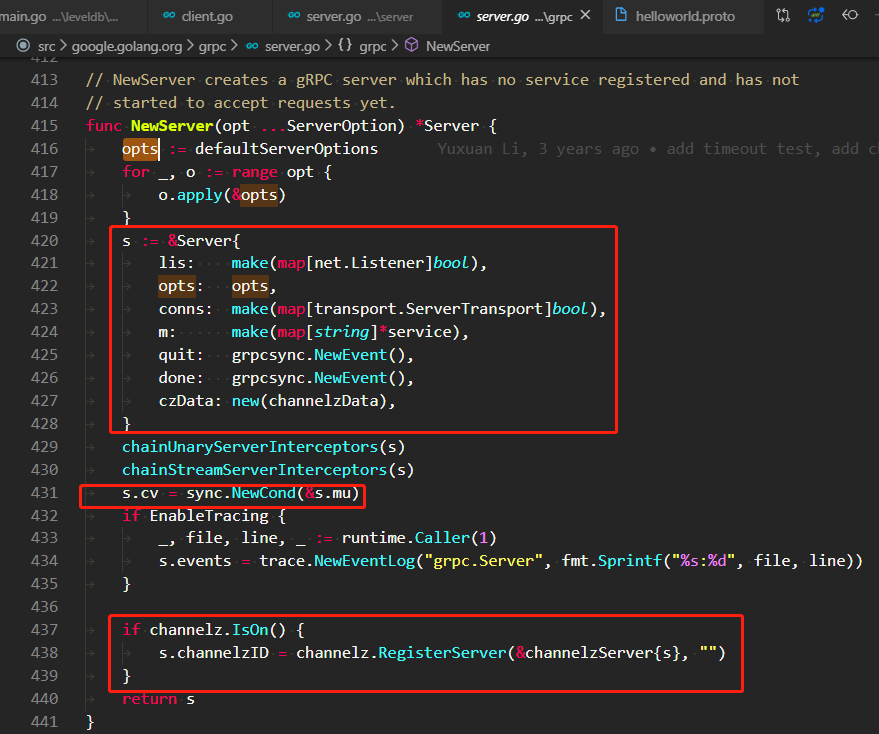 main.go ...\leveldb\... client.go server.go ...\server server.go ...\grpc helloworld.proto
src > google.golang.org > grpc > server.go > {} grpc > NewServer
412
413 // NewServer creates a gRPC server which has no service registered and has not
414 // started to accept requests yet.
415 func NewServer(opt ...ServerOption) *Server {
416 opts := defaultServerOptions Yuxuan Li, 3 years ago • add timeout test, add c
417 for _, o := range opt {
418 o.apply(&opts)
419 }
420 s := &Server{
421 lis: make(map[net.Listener]bool),
422 opts: opts,
423 conns: make(map[transport.ServerTransport]bool),
424 m: make(map[string]*service),
425 quit: grpcsync.NewEvent(),
426 done: grpcsync.NewEvent(),
427 czData: new(channelzData),
428 }
429 chainUnaryServerInterceptors(s)
430 chainStreamServerInterceptors(s)
431 s.cv = sync.NewCond(&s.mu)
432 if EnableTracing {
433 _, file, line, _ := runtime.Caller(1)
434 s.events = trace.NewEventLog("grpc.Server", fmt.Sprintf("%s:%d", file, line))
435 }
436
437 if channelz.IsOn() {
438 s.channelzID = channelz.RegisterServer(&channelzServer{s}, "")
439 }
440 return s
441 }